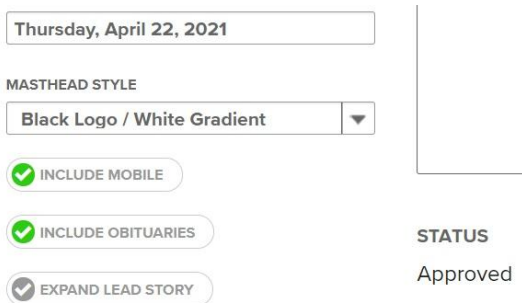 Thursday, April 22, 2021
MASTHEAD STYLE
Black Logo / White Gradient
INCLUDE MOBILE
INCLUDE OBITUARIES
EXPAND LEAD STORY
STATUS
Approved